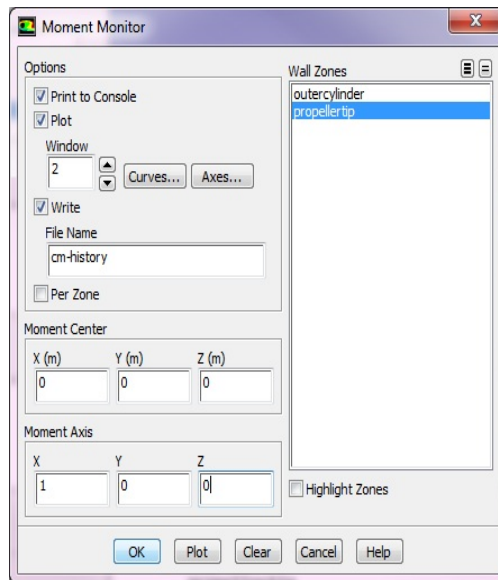 Moment Monitor
Options
Print to Console
Plot
Window
2
Curves... Axes...
Write
File Name
cm-history
Per Zone
Moment Center
X (m) Y (m) Z (m)
0 0 0
Moment Axis
X Y Z
1 0 0
Wall Zones
outercylinder
propellertip
Highlight Zones
OK Plot Clear Cancel Help